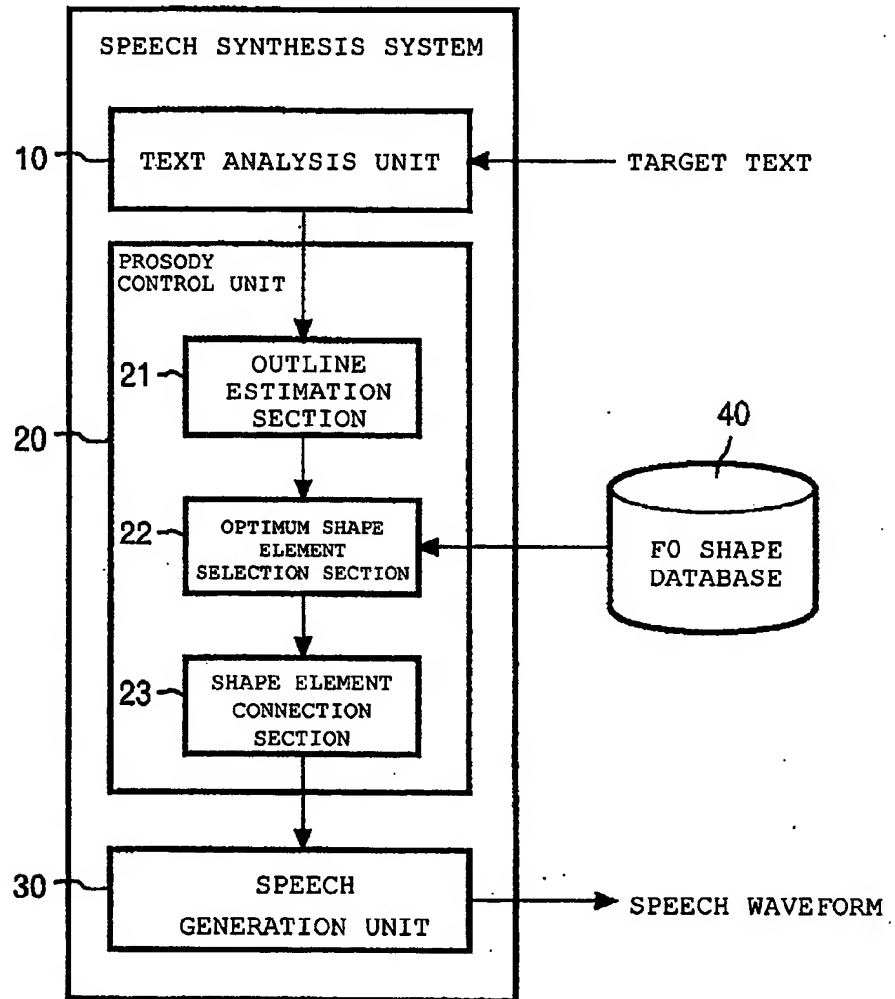 SPEECH SYNTHESIS SYSTEM
10
TEXT ANALYSIS UNIT
TARGET TEXT
PROSODY
CONTROL UNIT
21
OUTLINE
ESTIMATION
SECTION
20
40
22
OPTIMUM SHAPE
ELEMENT
SELECTION SECTION
F0 SHAPE
DATABASE
23
SHAPE ELEMENT
CONNECTION
SECTION
30
SPEECH
GENERATION UNIT
SPEECH WAVEFORM